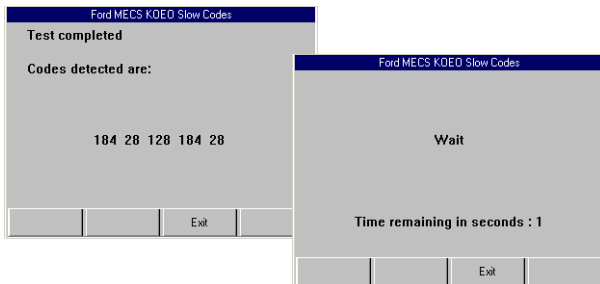 Ford MECS KOEO Slow Codes
Test completed
Codes detected are:
184 28 128 184 28
Exit
Ford MECS KOEO Slow Codes
Wait
Time remaining in seconds : 1
Exit